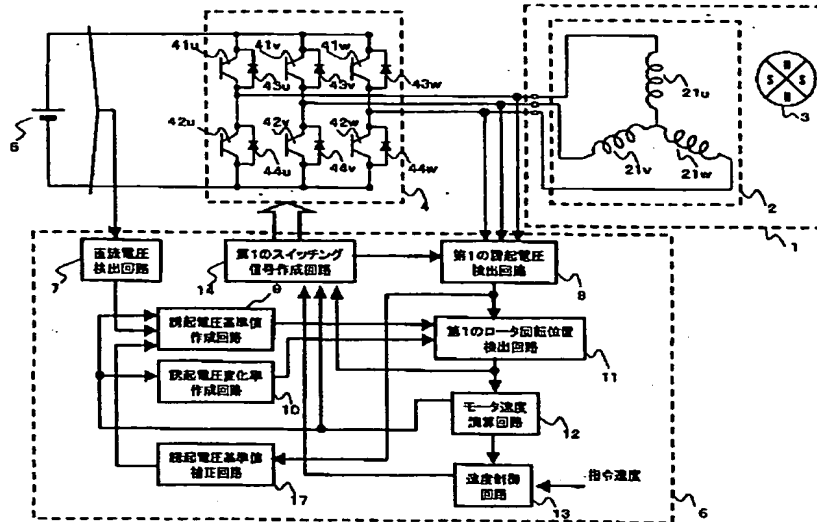 41u
41v
41w
43u
43v
43w
42u
42v
42w
44u
44v
44w
4
21u
21v
21w
S
N
S
N
3
2
1
直流電圧
検出回路
7
第1のスイッチング
信号作成回路
14
9
第1の誘起電圧
検出回路
8
誘起電圧基準値
作成回路
第1のロータ回転位置
検出回路
11
誘起電圧変化率
作成回路
10
モータ速度
演算回路
12
誘起電圧基準値
補正回路
17
速度制御
回路
13
指令速度
6